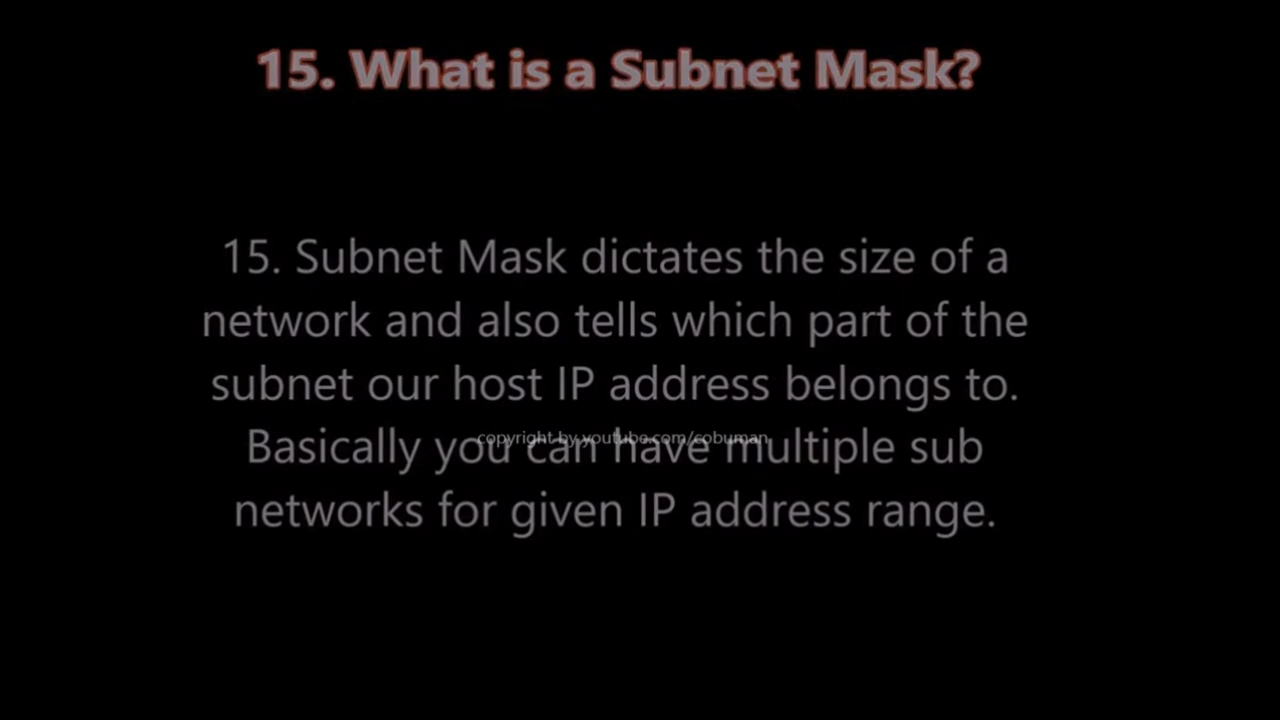 15. What is a Subnet Mask?
15. Subnet Mask dictates the size of a
network and also tells which part of the
subnet our host IP address belongs to.
copyright by youtube.com/cobuman
Basically you can have multiple sub
networks for given IP address range.